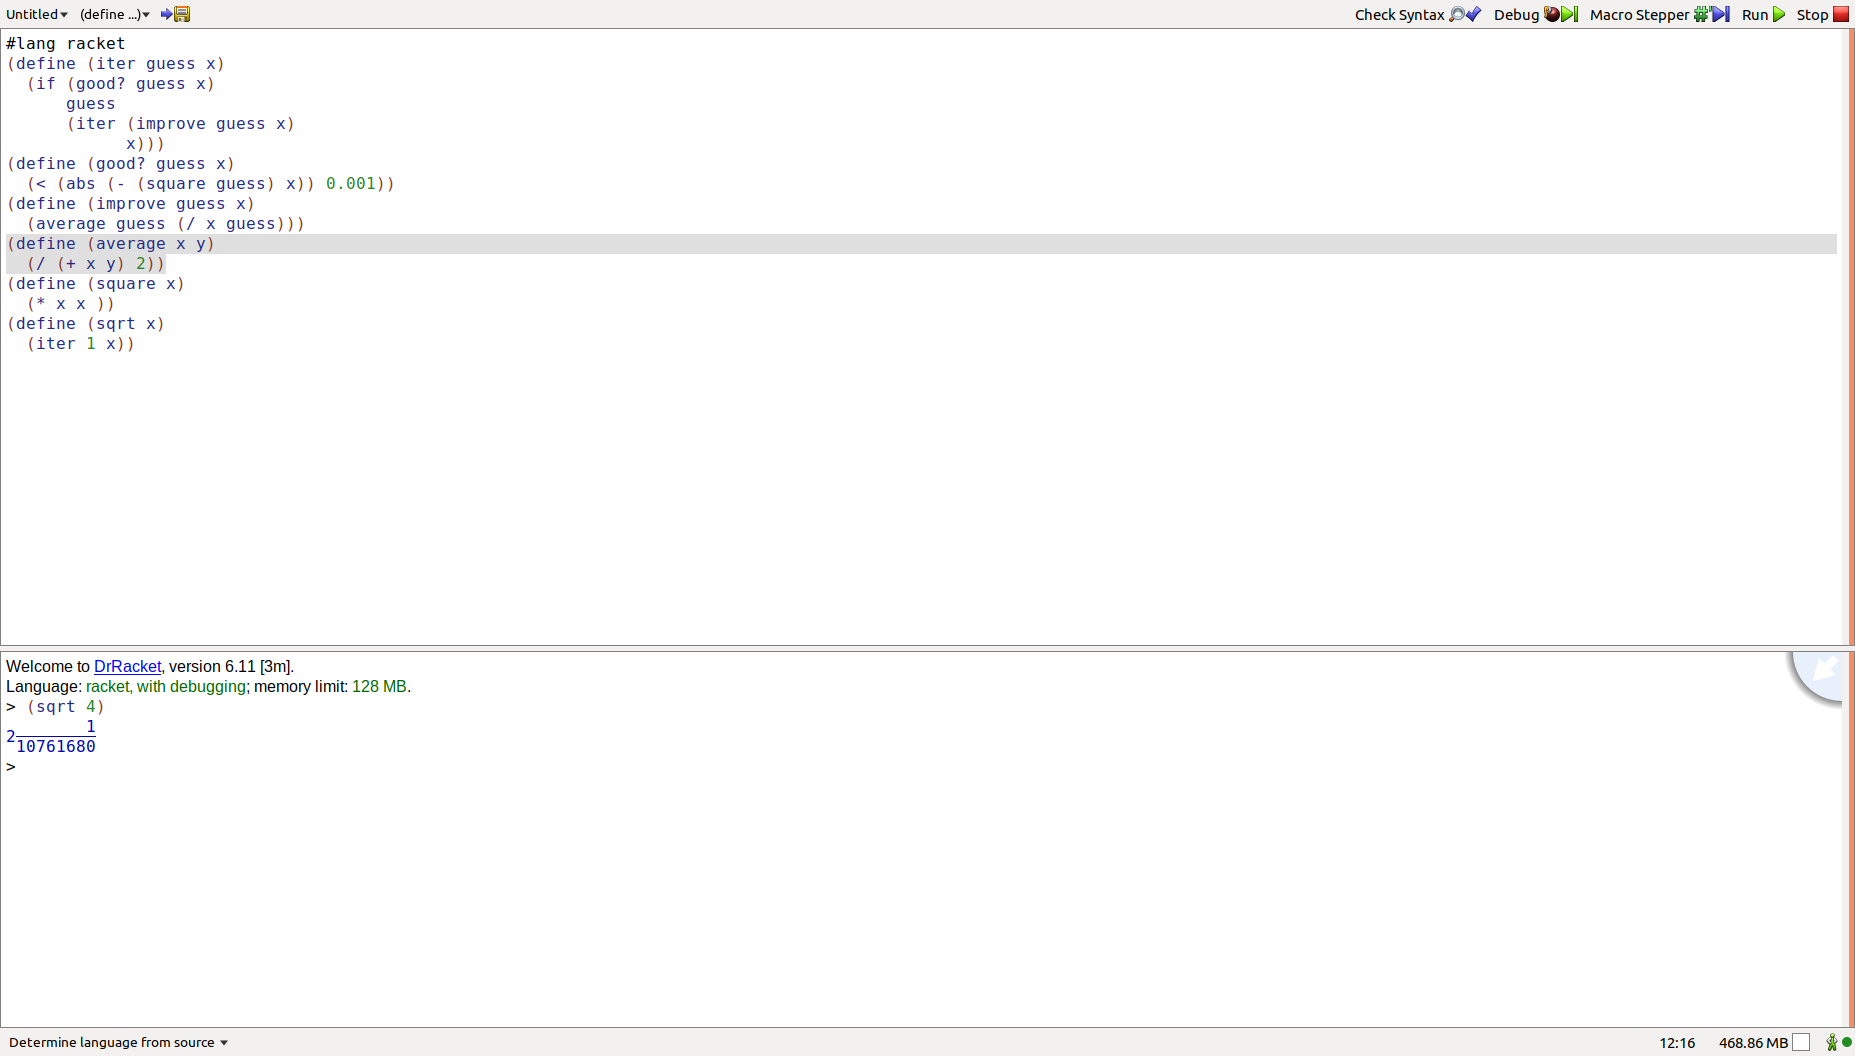 Untitled (define ...) Check Syntax Debug Macro Stepper Run Stop
#lang racket
(define (iter guess x)
  (if (good? guess x)
      guess
      (iter (improve guess x)
            x)))
(define (good? guess x)
  (< (abs (- (square guess) x)) 0.001))
(define (improve guess x)
  (average guess (/ x guess)))
(define (average x y)
  (/ (+ x y) 2))
(define (square x)
  (* x x ))
(define (sqrt x)
  (iter 1 x))
Welcome to DrRacket, version 6.11 [3m].
Language: racket, with debugging; memory limit: 128 MB.
> (sqrt 4)
1
2
10761680
>
Determine language from source 12:16 468.86 MB